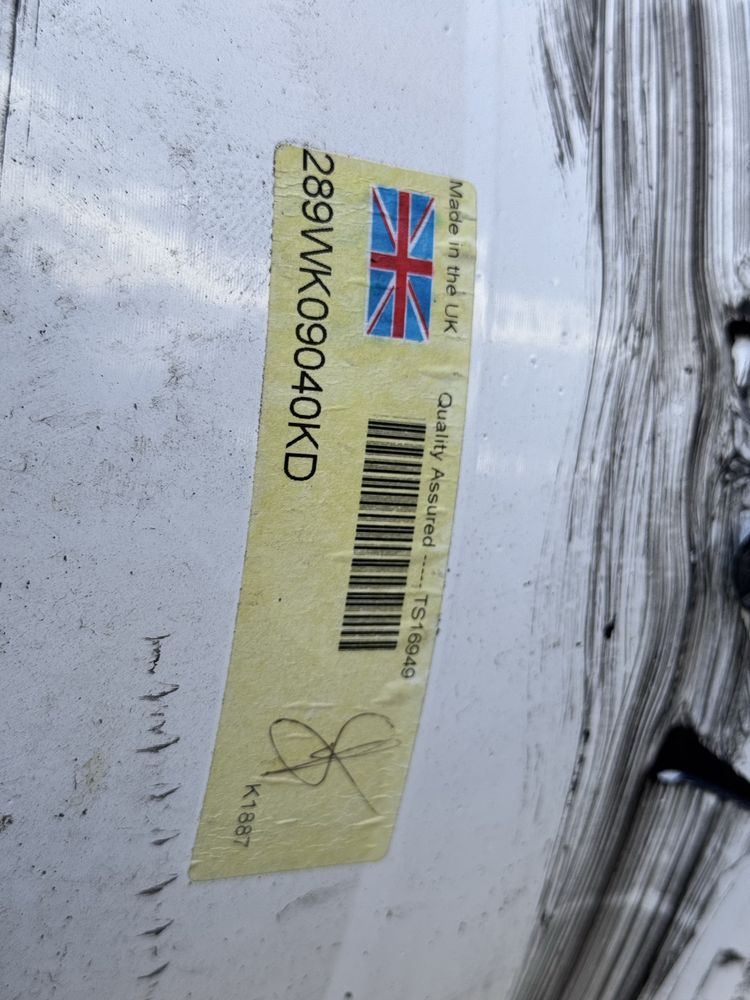 Made in the UK
Quality Assured ----- TS16949
289WK09040KD
K1887